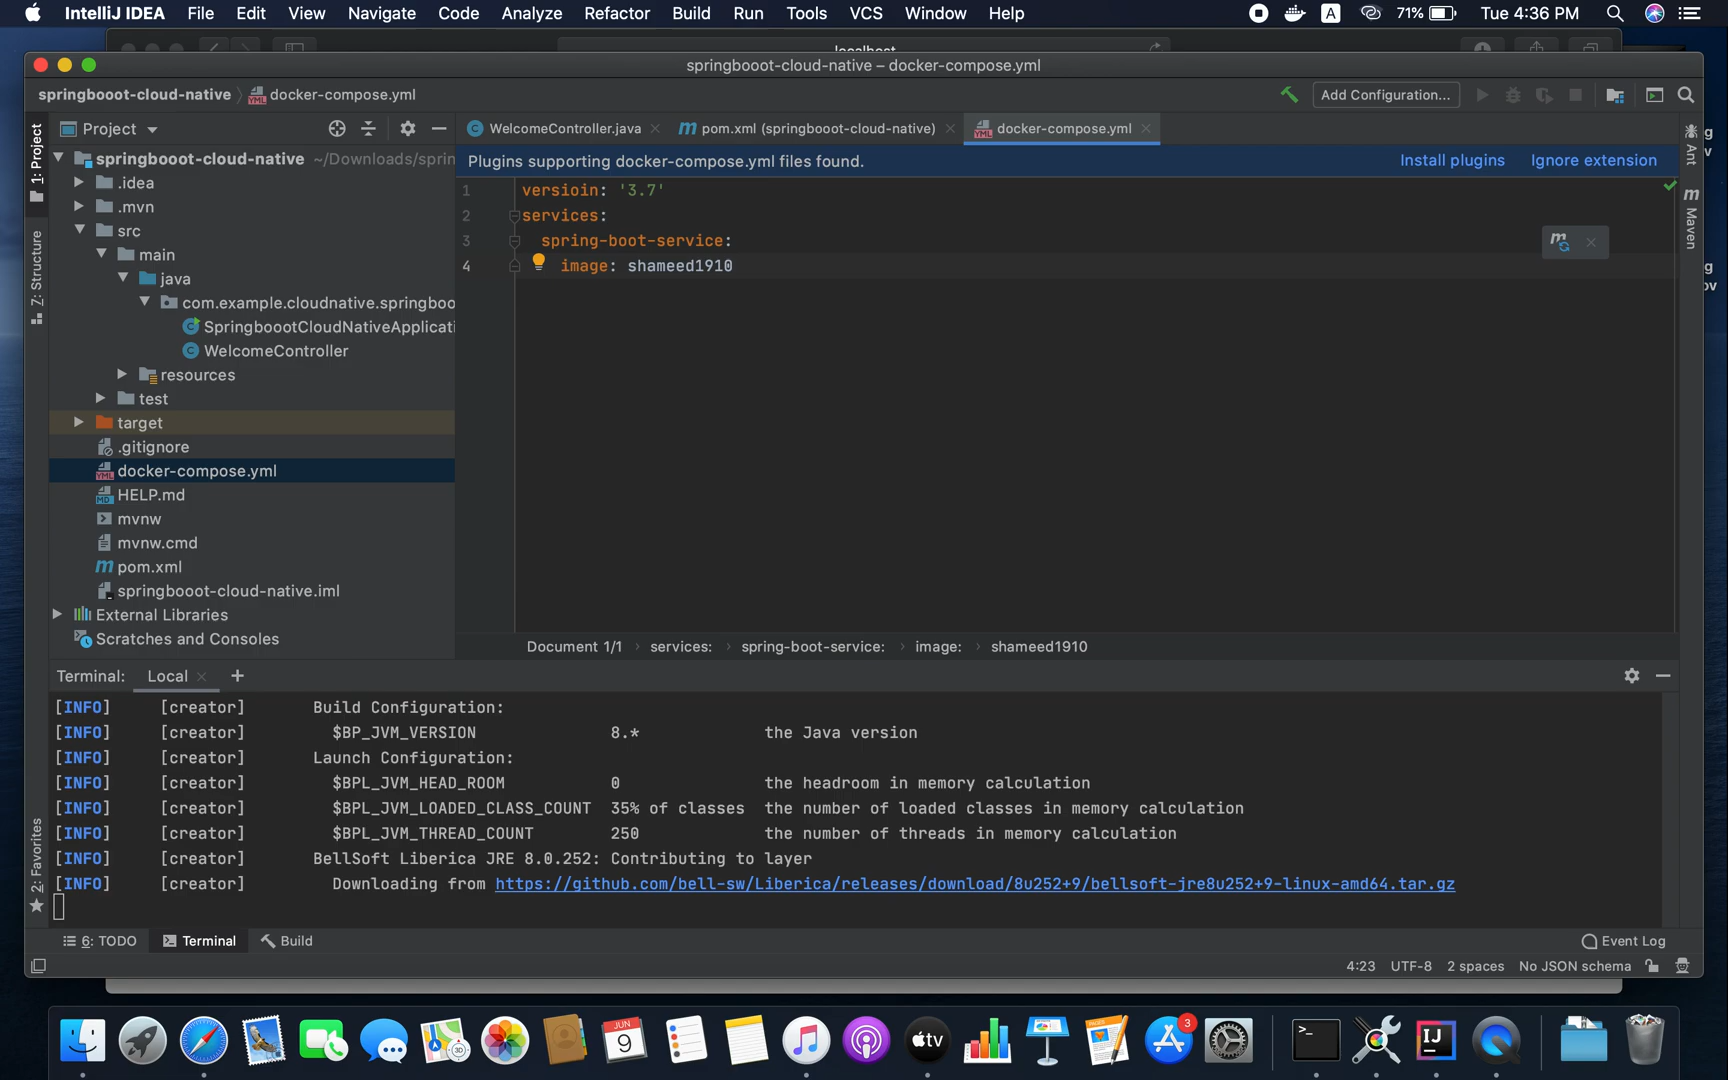 IntelliJ IDEA File Edit View Navigate Code Analyze Refactor Build Run Tools VCS Window Help A 71% Tue 4:36 PM
localhost
springbooot-cloud-native – docker-compose.yml
springbooot-cloud-native docker-compose.yml Add Configuration...
Project WelcomeController.java pom.xml (springbooot-cloud-native) docker-compose.yml
springbooot-cloud-native ~/Downloads/sprin
Plugins supporting docker-compose.yml files found. Install plugins Ignore extension
.idea
.mvn
src
main
java
com.example.cloudnative.springboo
SpringboootCloudNativeApplicati
WelcomeController
resources
test
target
.gitignore
docker-compose.yml
HELP.md
mvnw
mvnw.cmd
pom.xml
springbooot-cloud-native.iml
External Libraries
Scratches and Consoles
1: Project
7: Structure
2: Favorites
Ant
Maven
1 versioin: '3.7'
2 services:
3 spring-boot-service:
4 image: shameed1910
Document 1/1 services: spring-boot-service: image: shameed1910
Terminal: Local +
[INFO] [creator] Build Configuration:
[INFO] [creator] $BP_JVM_VERSION 8.* the Java version
[INFO] [creator] Launch Configuration:
[INFO] [creator] $BPL_JVM_HEAD_ROOM 0 the headroom in memory calculation
[INFO] [creator] $BPL_JVM_LOADED_CLASS_COUNT 35% of classes the number of loaded classes in memory calculation
[INFO] [creator] $BPL_JVM_THREAD_COUNT 250 the number of threads in memory calculation
[INFO] [creator] BellSoft Liberica JRE 8.0.252: Contributing to layer
[INFO] [creator] Downloading from https://github.com/bell-sw/Liberica/releases/download/8u252+9/bellsoft-jre8u252+9-linux-amd64.tar.gz
6: TODO Terminal Build Event Log
4:23 UTF-8 2 spaces No JSON schema
JUN
9
3D
tv
3
>_
IJ